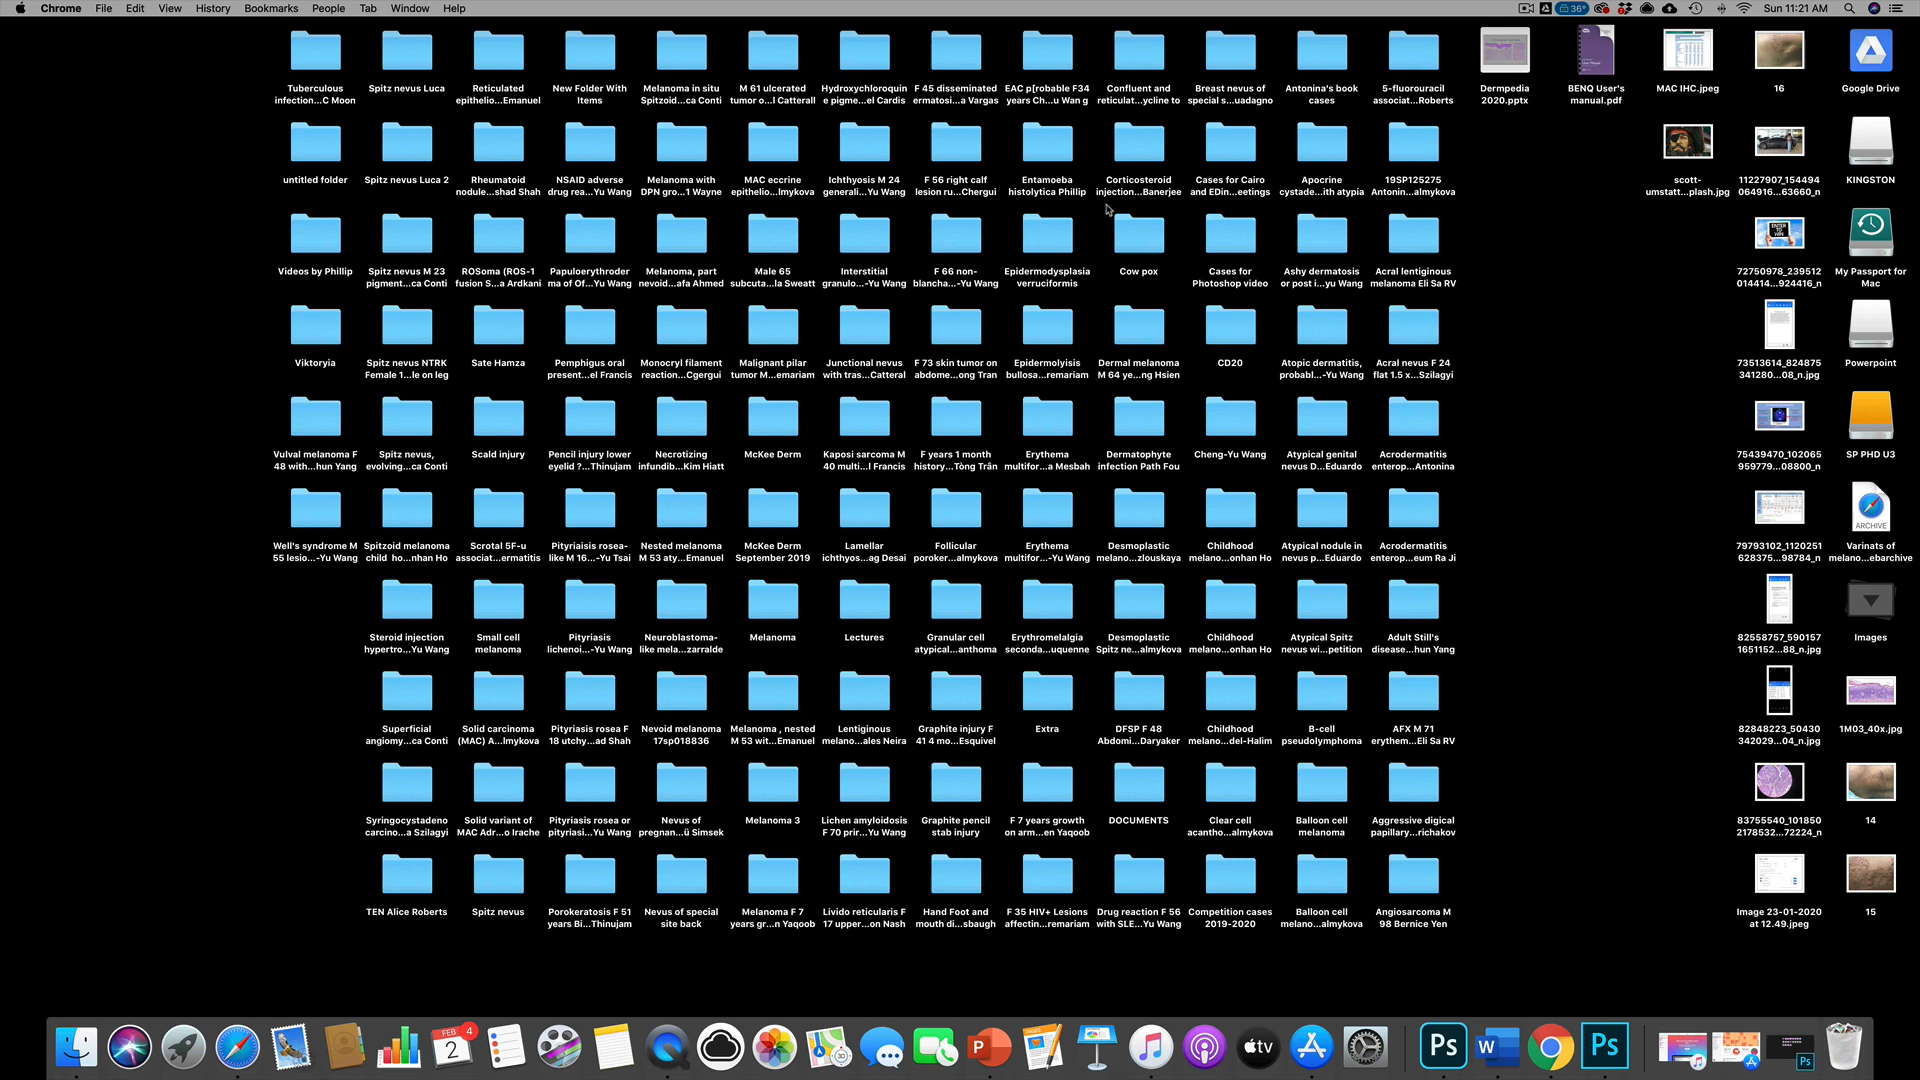 Chrome File Edit View History Bookmarks People Tab Window Help
36° Sun 11:21 AM
Tuberculous
infection...C Moon
Spitz nevus Luca
Reticulated
epithelio...Emanuel
New Folder With
Items
Melanoma in situ
Spitzoid...ca Conti
M 61 ulcerated
tumor o...l Catterall
Hydroxychloroquin
e pigme...el Cardis
F 45 disseminated
ermatosi...a Vargas
EAC p[robable F34
years Ch...u Wan g
Confluent and
reticulat...ycline to
Breast nevus of
special s...uadagno
Antonina's book
cases
5-fluorouracil
associat...Roberts
Dermpedia
2020.pptx
BENQ User's
manual.pdf
MAC IHC.jpeg
16
Google Drive
untitled folder
Spitz nevus Luca 2
Rheumatoid
nodule...shad Shah
NSAID adverse
drug rea...Yu Wang
Melanoma with
DPN gro...1 Wayne
MAC eccrine
epithelio...lmykova
Ichthyosis M 24
generali...Yu Wang
F 56 right calf
lesion ru...Chergui
Entamoeba
histolytica Phillip
Corticosteroid
injection...Banerjee
Cases for Cairo
and EDin...eetings
Apocrine
cystade...ith atypia
19SP125275
Antonin...almykova
scott-
umstatt...plash.jpg
11227907_154494
064916...63660_n
KINGSTON
Videos by Phillip
Spitz nevus M 23
pigment...ca Conti
ROSoma (ROS-1
fusion S...a Ardkani
Papuloerythroder
ma of Of...Yu Wang
Melanoma, part
nevoid...afa Ahmed
Male 65
subcuta...la Sweatt
Interstitial
granulo...-Yu Wang
F 66 non-
blancha...-Yu Wang
Epidermodysplasia
verruciformis
Cow pox
Cases for
Photoshop video
Ashy dermatosis
or post i...yu Wang
Acral lentiginous
melanoma Eli Sa RV
72750978_239512
014414...924416_n
My Passport for
Mac
Viktoryia
Spitz nevus NTRK
Female 1...le on leg
Sate Hamza
Pemphigus oral
present...el Francis
Monocryl filament
reaction...Cgergui
Malignant pilar
tumor M...emariam
Junctional nevus
with tras...Catteral
F 73 skin tumor on
abdome...ong Tran
Epidermolyisis
bullosa...remariam
Dermal melanoma
M 64 ye...ng Hsien
CD20
Atopic dermatitis,
probabl...-Yu Wang
Acral nevus F 24
flat 1.5 x...Szilagyi
73513614_824875
341280...08_n.jpg
Powerpoint
Vulval melanoma F
48 with...hun Yang
Spitz nevus,
evolving...ca Conti
Scald injury
Pencil injury lower
eyelid ?...Thinujam
Necrotizing
infundib...Kim Hiatt
McKee Derm
Kaposi sarcoma M
40 multi...l Francis
F years 1 month
history...Tòng Trân
Erythema
multifor...a Mesbah
Dermatophyte
infection Path Fou
Cheng-Yu Wang
Atypical genital
nevus D...Eduardo
Acrodermatitis
enterop...Antonina
75439470_102065
959779...08800_n
SP PHD U3
Well's syndrome M
55 lesio...-Yu Wang
Spitzoid melanoma
child ho...nhan Ho
Scrotal 5F-u
associat...ermatitis
Pityriaisis rosea-
like M 16...-Yu Tsai
Nested melanoma
M 53 aty...Emanuel
McKee Derm
September 2019
Lamellar
ichthyos...ag Desai
Follicular
poroker...almykova
Erythema
multifor...-Yu Wang
Desmoplastic
melano...zlouskaya
Childhood
melano...onhan Ho
Atypical nodule in
nevus p...Eduardo
Acrodermatitis
enterop...eum Ra Ji
79793102_1120251
628375...98784_n
ARCHIVE
Varinats of
melano...ebarchive
Steroid injection
hypertro...Yu Wang
Small cell
melanoma
Pityriasis
lichenoi...-Yu Wang
Neuroblastoma-
like mela...zarralde
Melanoma
Lectures
Granular cell
atypical...anthoma
Erythromelalgia
seconda...uquenne
Desmoplastic
Spitz ne...almykova
Childhood
melano...onhan Ho
Atypical Spitz
nevus wi...petition
Adult Still's
disease...hun Yang
82558757_590157
1651152...88_n.jpg
Images
Superficial
angiomy...ca Conti
Solid carcinoma
(MAC) A...lmykova
Pityriasis rosea F
18 utchy...ad Shah
Nevoid melanoma
17sp018836
Melanoma , nested
M 53 wit...Emanuel
Lentiginous
melano...ales Neira
Graphite injury F
41 4 mo...Esquivel
Extra
DFSP F 48
Abdomi...Daryaker
Childhood
melano...del-Halim
B-cell
pseudolymphoma
AFX M 71
erythem...Eli Sa RV
82848223_50430
342029...04_n.jpg
1M03_40x.jpg
Syringocystadeno
carcino...a Szilagyi
Solid variant of
MAC Adr...o Irache
Pityriasis rosea or
pityriasi...Yu Wang
Nevus of
pregnan...ü Simsek
Melanoma 3
Lichen amyloidosis
F 70 prir...Yu Wang
Graphite pencil
stab injury
F 7 years growth
on arm...en Yaqoob
DOCUMENTS
Clear cell
acantho...almykova
Balloon cell
melanoma
Aggressive digical
papillary...richakov
83755540_101850
2178532...72224_n
14
TEN Alice Roberts
Spitz nevus
Porokeratosis F 51
years Bi...Thinujam
Nevus of special
site back
Melanoma F 7
years gr...n Yaqoob
Livido reticularis F
17 upper...on Nash
Hand Foot and
mouth di...sbaugh
F 35 HIV+ Lesions
affectin...remariam
Drug reaction F 56
with SLE...Yu Wang
Competition cases
2019-2020
Balloon cell
melano...almykova
Angiosarcoma M
98 Bernice Yen
Image 23-01-2020
at 12.49.jpeg
15
FEB 4
2
PAGES
3D
P
tv
Ps
W
Ps
Ps